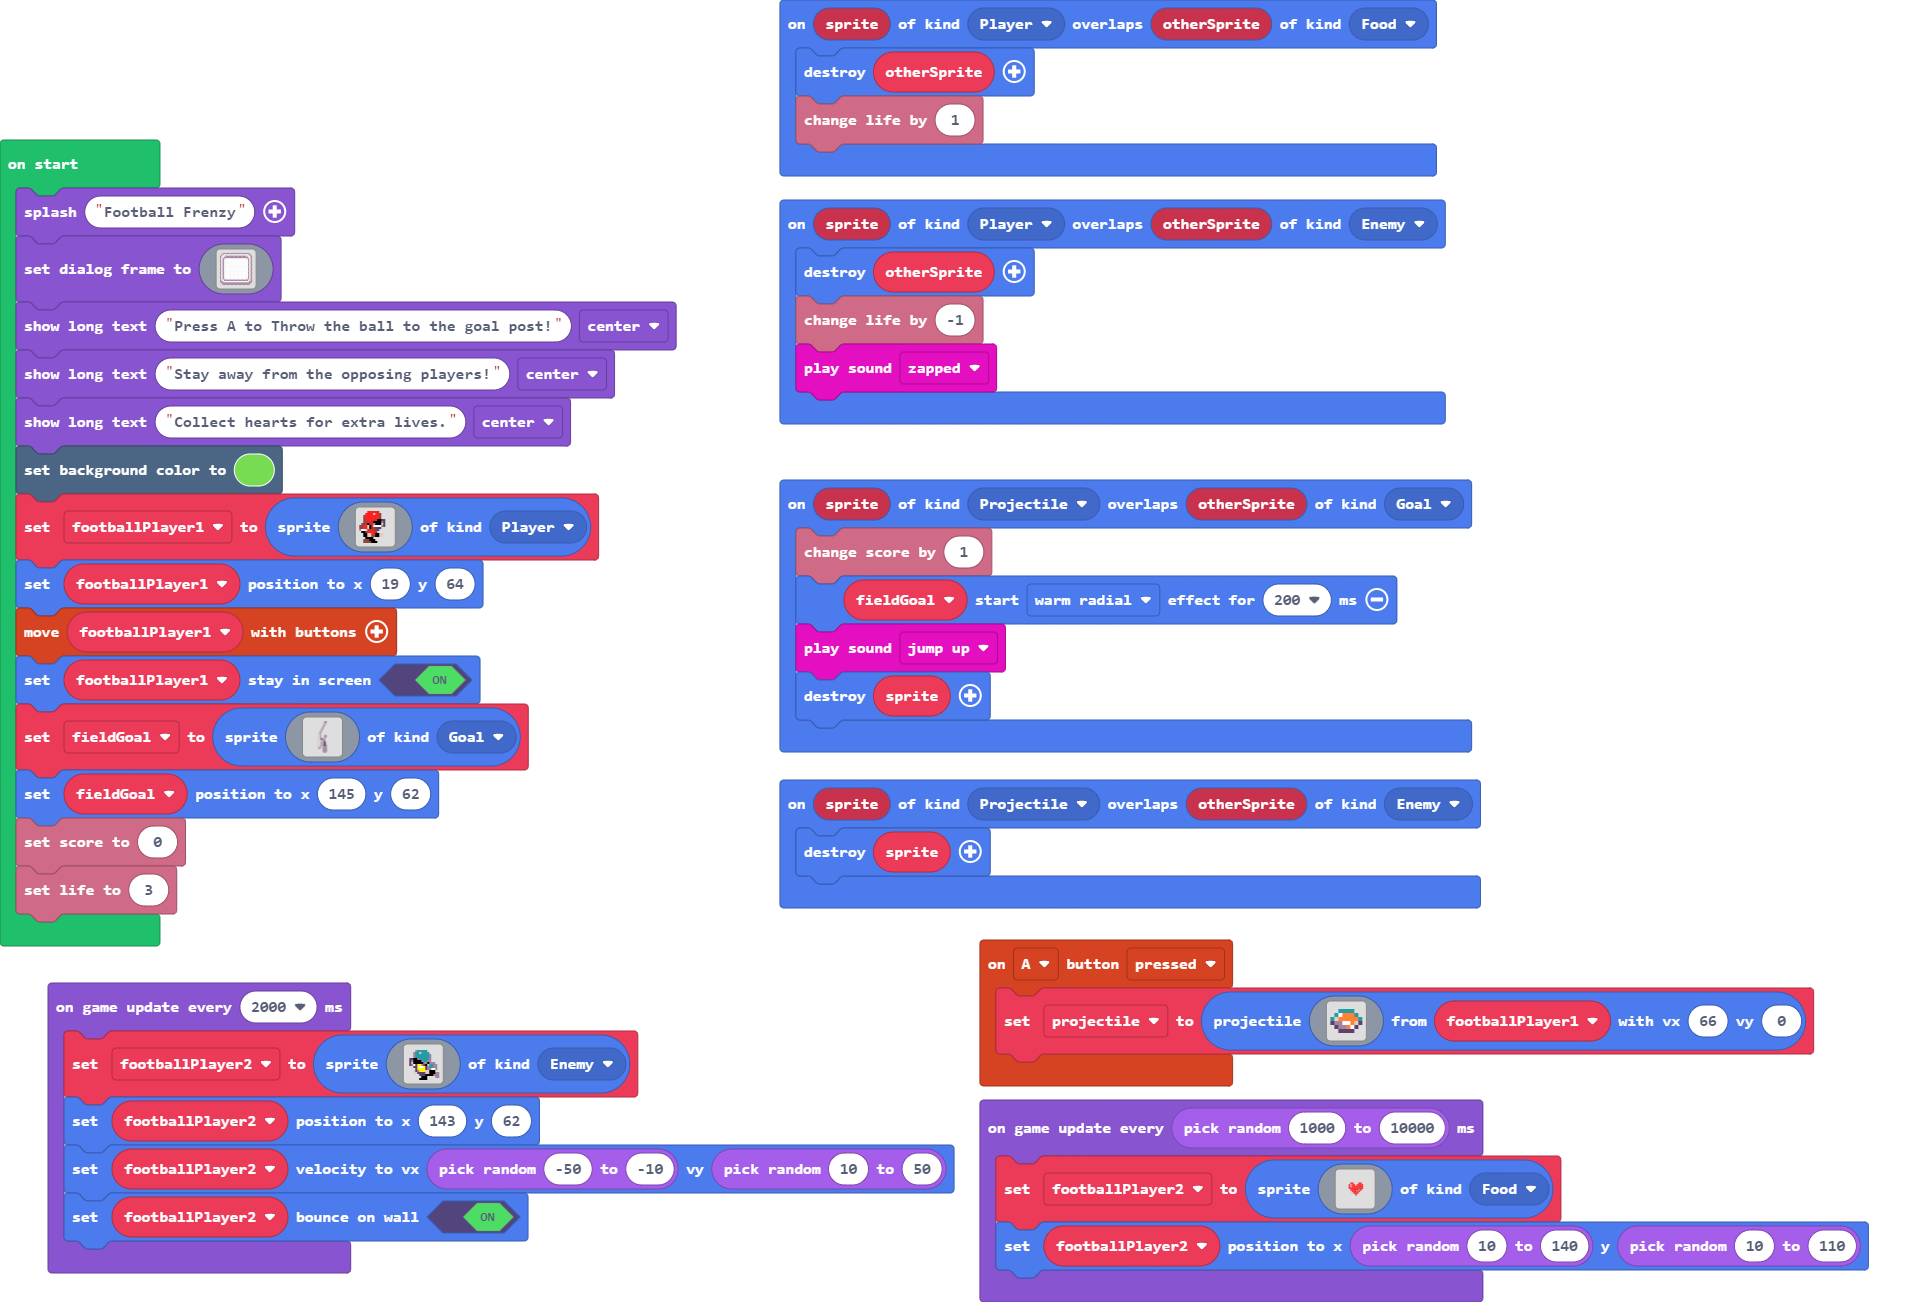 on start
splash "Football Frenzy"
set dialog frame to
show long text "Press A to Throw the ball to the goal post!" center
show long text "Stay away from the opposing players!" center
show long text "Collect hearts for extra lives." center
set background color to
set footballPlayer1 to sprite of kind Player
set footballPlayer1 position to x 19 y 64
move footballPlayer1 with buttons
set footballPlayer1 stay in screen ON
set fieldGoal to sprite of kind Goal
set fieldGoal position to x 145 y 62
set score to 0
set life to 3
on game update every 2000 ms
set footballPlayer2 to sprite of kind Enemy
set footballPlayer2 position to x 143 y 62
set footballPlayer2 velocity to vx pick random -50 to -10 vy pick random 10 to 50
set footballPlayer2 bounce on wall ON
on sprite of kind Player overlaps otherSprite of kind Food
destroy otherSprite
change life by 1
on sprite of kind Player overlaps otherSprite of kind Enemy
destroy otherSprite
change life by -1
play sound zapped
on sprite of kind Projectile overlaps otherSprite of kind Goal
change score by 1
fieldGoal start warm radial effect for 200 ms
play sound jump up
destroy sprite
on sprite of kind Projectile overlaps otherSprite of kind Enemy
destroy sprite
on A button pressed
set projectile to projectile from footballPlayer1 with vx 66 vy 0
on game update every pick random 1000 to 10000 ms
set footballPlayer2 to sprite of kind Food
set footballPlayer2 position to x pick random 10 to 140 y pick random 10 to 110